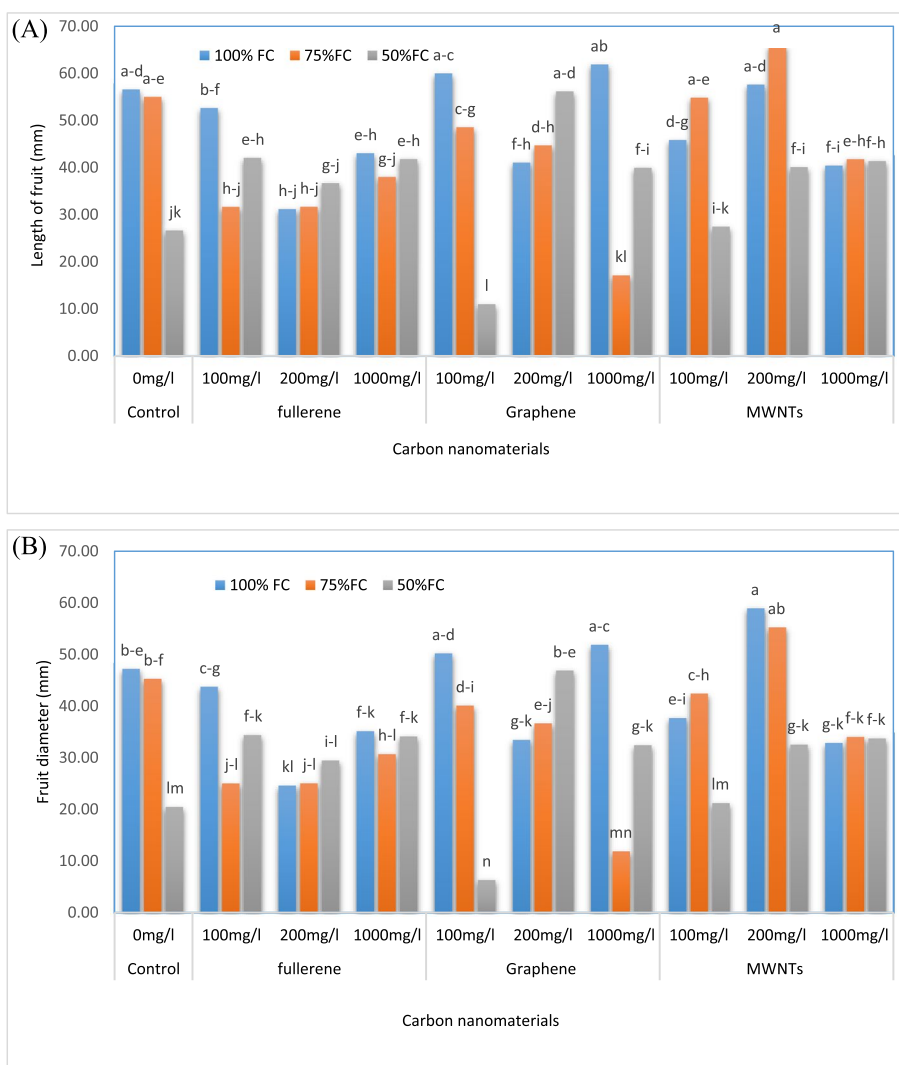 (A)
70.00
60.00
50.00
40.00
30.00
20.00
10.00
0.00
Length of fruit (mm)
100% FC 75%FC 50%FC
a-d a-e jk
b-f h-j e-h
h-j h-j g-j
e-h g-j e-h
a-c c-g l
f-h d-h a-d
ab kl f-i
d-g a-e i-k
a-d a f-i
f-i e-h f-h
0mg/l 100mg/l 200mg/l 1000mg/l 100mg/l 200mg/l 1000mg/l 100mg/l 200mg/l 1000mg/l
Control fullerene Graphene MWNTs
Carbon nanomaterials
(B)
70.00
60.00
50.00
40.00
30.00
20.00
10.00
0.00
Fruit diameter (mm)
100% FC 75%FC 50%FC
b-e b-f lm
c-g j-l f-k
kl j-l i-l
f-k h-l f-k
a-d d-i n
g-k e-j b-e
a-c mn g-k
e-i c-h lm
a ab g-k
g-k f-k f-k
0mg/l 100mg/l 200mg/l 1000mg/l 100mg/l 200mg/l 1000mg/l 100mg/l 200mg/l 1000mg/l
Control fullerene Graphene MWNTs
Carbon nanomaterials